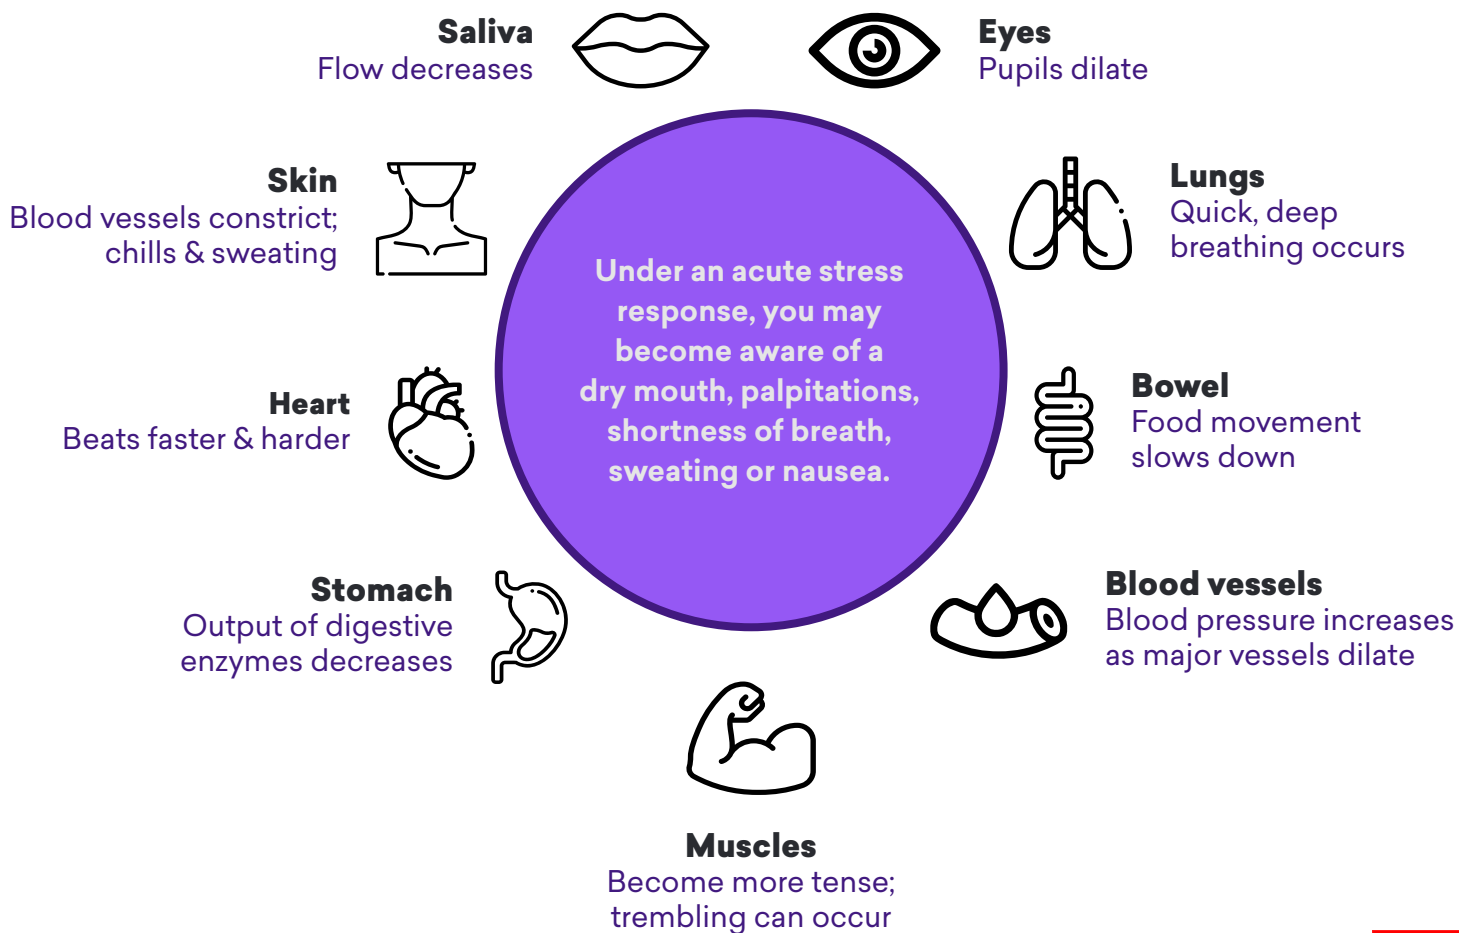 Saliva
Flow decreases
Eyes
Pupils dilate
Skin
Blood vessels constrict;
chills & sweating
Lungs
Quick, deep
breathing occurs
Under an acute stress
response, you may
become aware of a
dry mouth, palpitations,
shortness of breath,
sweating or nausea.
Heart
Beats faster & harder
Bowel
Food movement
slows down
Stomach
Output of digestive
enzymes decreases
Blood vessels
Blood pressure increases
as major vessels dilate
Muscles
Become more tense;
trembling can occur